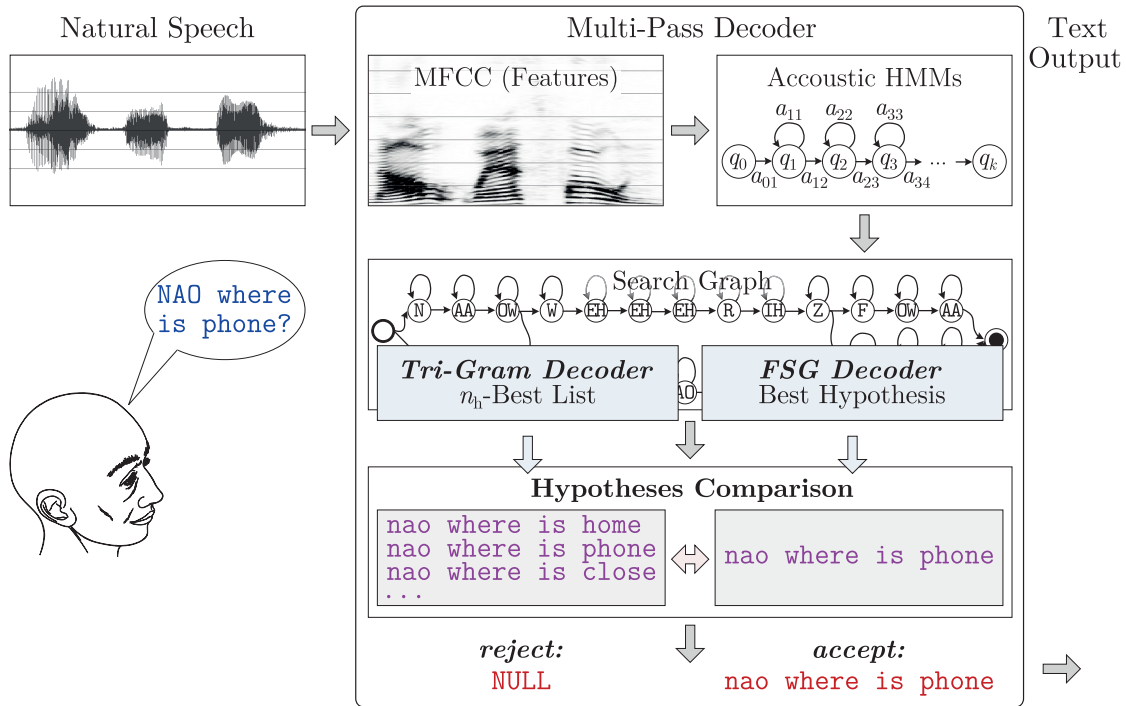 Natural Speech
Multi-Pass Decoder
Text
Output
MFCC (Features)
Accoustic HMMs
a11 a22 a33
q0 q1 q2 q3 ... qk
a01 a12 a23 a34
NAO where
is phone?
Search Graph
N AA OW W EH EH EH R IH Z F OW AA
Tri-Gram Decoder
nh-Best List
AO
FSG Decoder
Best Hypothesis
Hypotheses Comparison
nao where is home
nao where is phone
nao where is close
...
nao where is phone
reject:
NULL
accept:
nao where is phone